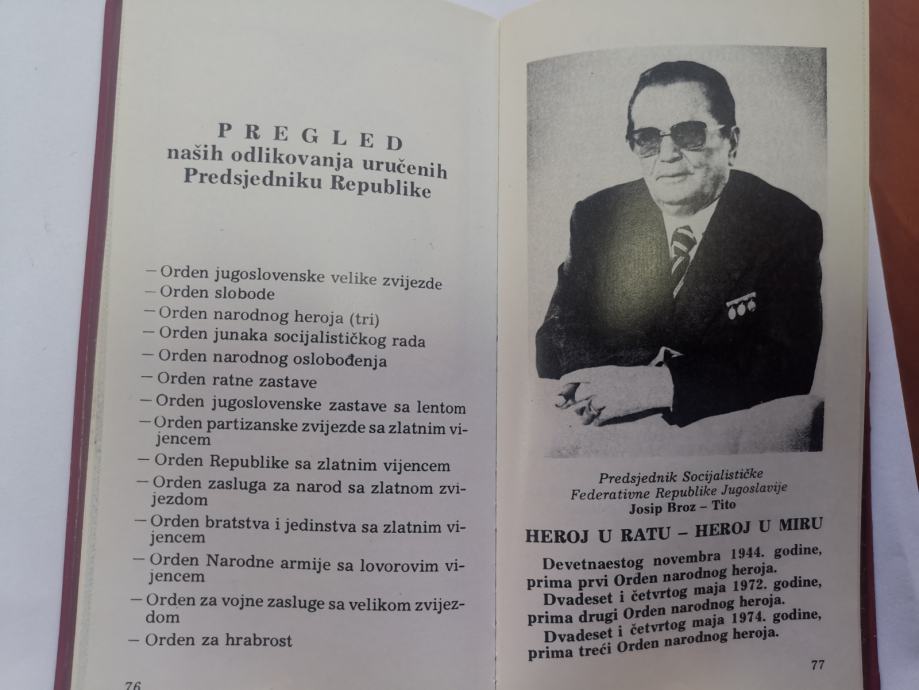 PREGLED
naših odlikovanja uručenih
Predsjedniku Republike
— Orden jugoslovenske velike zvijezde
— Orden slobode
— Orden narodnog heroja (tri)
— Orden junaka socijalističkog rada
— Orden narodnog oslobođenja
— Orden ratne zastave
— Orden jugoslovenske zastave sa lentom
— Orden partizanske zvijezde sa zlatnim vi-
jencem
— Orden Republike sa zlatnim vijencem
— Orden zasluga za narod sa zlatnom zvi-
jezdom
— Orden bratstva i jedinstva sa zlatnim vi-
jencem
— Orden Narodne armije sa lovorovim vi-
jencem
— Orden za vojne zasluge sa velikom zvijez-
dom
— Orden za hrabrost
76
Predsjednik Socijalističke
Federativne Republike Jugoslavije
Josip Broz – Tito
HEROJ U RATU – HEROJ U MIRU
Devetnaestog novembra 1944. godine,
prima prvi Orden narodnog heroja.
Dvadeset i četvrtog maja 1972. godine,
prima drugi Orden narodnog heroja.
Dvadeset i četvrtog maja 1974. godine,
prima treći Orden narodnog heroja.
77